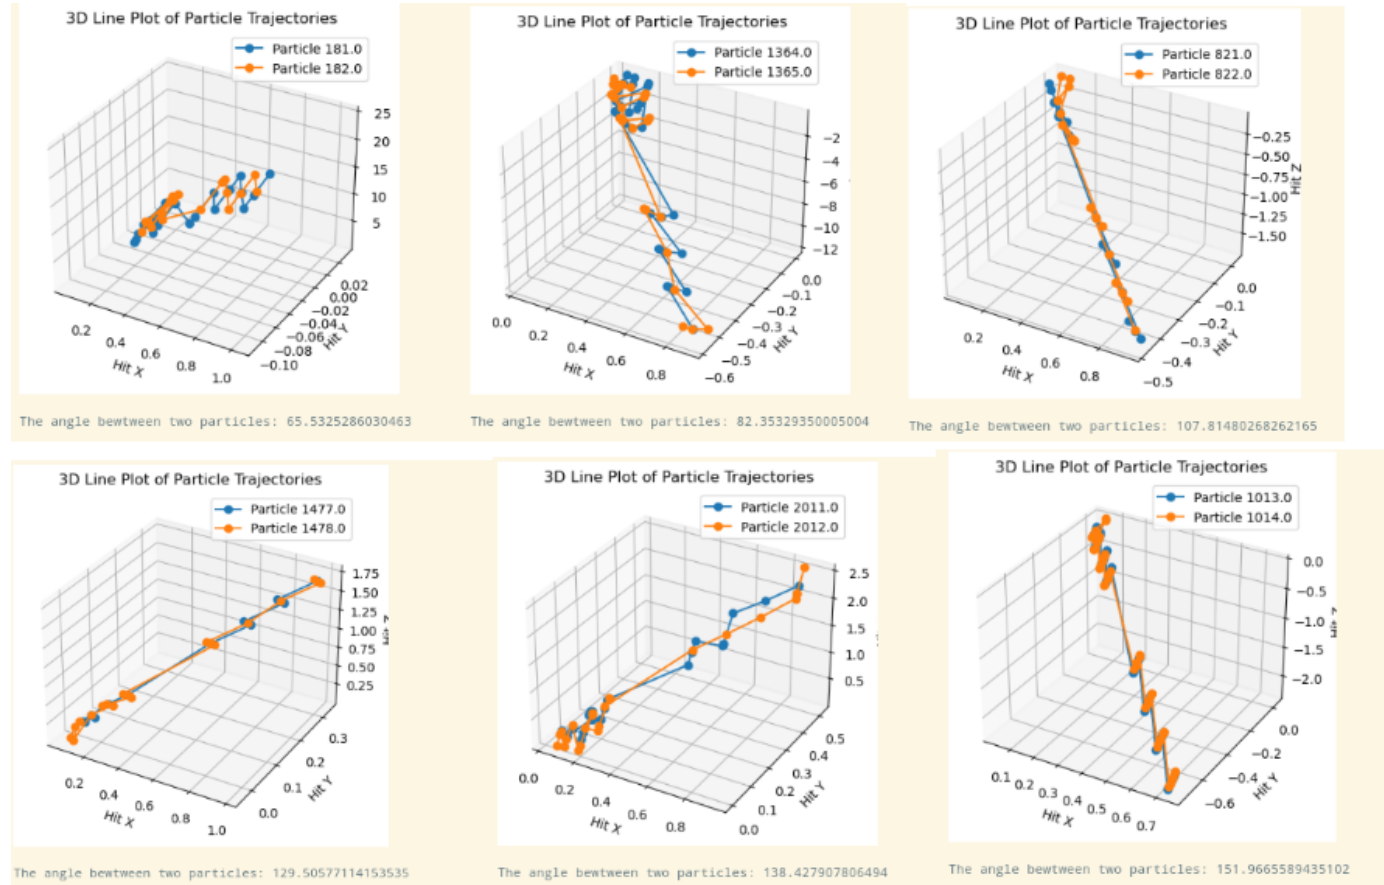 3D Line Plot of Particle Trajectories
Particle 181.0
Particle 182.0
25
20
15
10
5
0.02
0.00
−0.02
−0.04
−0.06
−0.08
−0.10
Hit Y
0.2
0.4
0.6
0.8
1.0
Hit X
The angle bewtween two particles: 65.5325286030463
3D Line Plot of Particle Trajectories
Particle 1364.0
Particle 1365.0
−2
−4
−6
−8
−10
−12
0.0
−0.1
−0.2
−0.3
−0.4
−0.5
−0.6
Hit Y
0.0
0.2
0.4
0.6
0.8
Hit X
The angle bewtween two particles: 82.35329350005004
3D Line Plot of Particle Trajectories
Particle 821.0
Particle 822.0
−0.25
−0.50
−0.75
−1.00
−1.25
−1.50
Hit Z
0.0
−0.1
−0.2
−0.3
−0.4
−0.5
Hit Y
0.2
0.4
0.6
0.8
Hit X
The angle bewtween two particles: 107.81480268262165
3D Line Plot of Particle Trajectories
Particle 1477.0
Particle 1478.0
1.75
1.50
1.25
1.00
0.75
0.50
0.25
0.3
0.2
0.1
0.0
Hit Y
0.2
0.4
0.6
0.8
1.0
Hit X
The angle bewtween two particles: 129.50577114153535
3D Line Plot of Particle Trajectories
Particle 2011.0
Particle 2012.0
2.5
2.0
1.5
1.0
0.5
0.5
0.4
0.3
0.2
0.1
0.0
Hit Y
0.0
0.2
0.4
0.6
0.8
Hit X
The angle bewtween two particles: 138.427907806494
3D Line Plot of Particle Trajectories
Particle 1013.0
Particle 1014.0
0.0
−0.5
−1.0
−1.5
−2.0
0.0
−0.2
−0.4
−0.6
Hit Y
0.1
0.2
0.3
0.4
0.5
0.6
0.7
Hit X
The angle bewtween two particles: 151.9665589435102